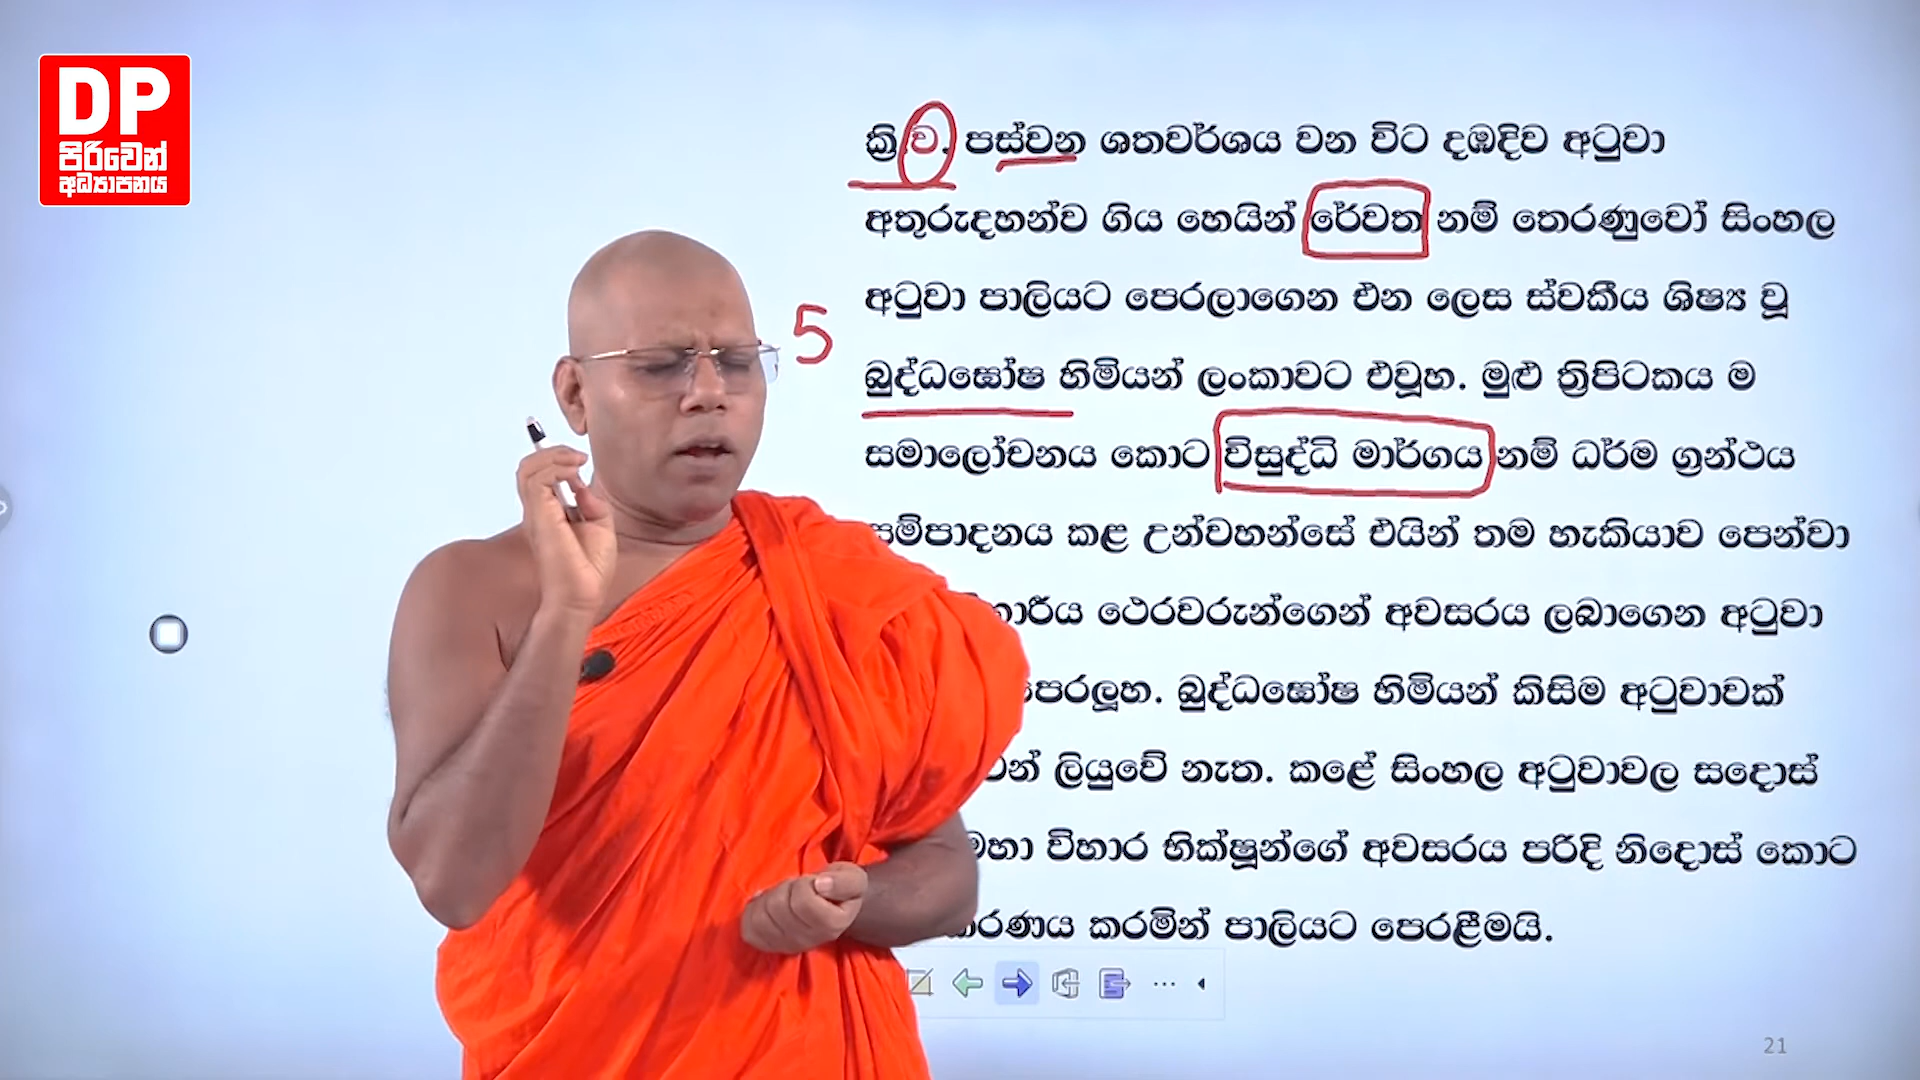 DP
පිරිවෙන්
අධ්‍යාපනය
ක්‍රි.ව. පස්වන ශතවර්ශය වන විට දඹදිව අටුවා
අතුරුදහන්ව ගිය හෙයින් රේවත නම් තෙරණුවෝ සිංහල
අටුවා පාලියට පෙරලාගෙන එන ලෙස ස්වකීය ශිෂ්‍ය වූ
5
බුද්ධඝෝෂ හිමියන් ලංකාවට එවූහ. මුළු ත්‍රිපිටකය ම
සමාලෝචනය කොට විසුද්ධි මාර්ගය නම් ධර්ම ග්‍රන්ථය
සම්පාදනය කළ උන්වහන්සේ එයින් තම හැකියාව පෙන්වා
ථෙරවරුන්ගෙන් අවසරය ලබාගෙන අටුවා
පෙරලූහ. බුද්ධඝෝෂ හිමියන් කිසිම අටුවාවක්
ලියුවේ නැත. කළේ සිංහල අටුවාවල සදොස්
මහා විහාර භික්ෂූන්ගේ අවසරය පරිදි නිදොස් කොට
කරමින් පාලියට පෙරළීමයි.
21